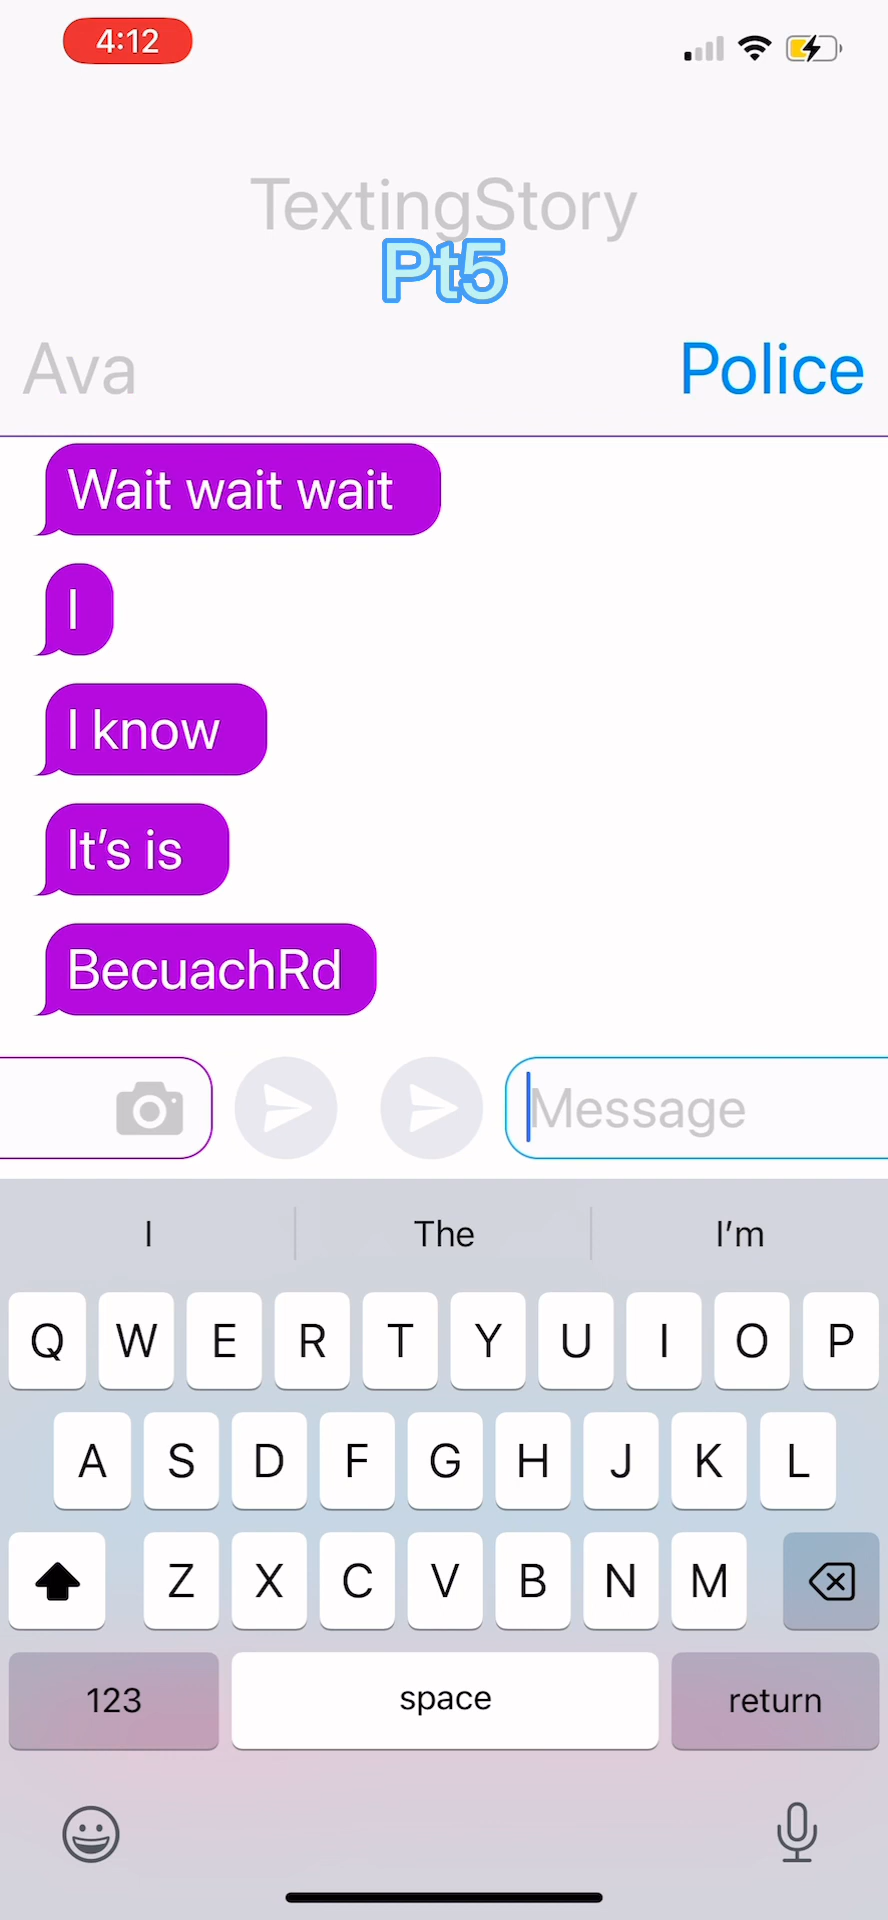 4:12
TextingStory
Pt5
Ava
Police
Wait wait wait
I
I know
It's is
BecuachRd
Message
I The I'm
Q W E R T Y U I O P
A S D F G H J K L
Z X C V B N M
123 space return